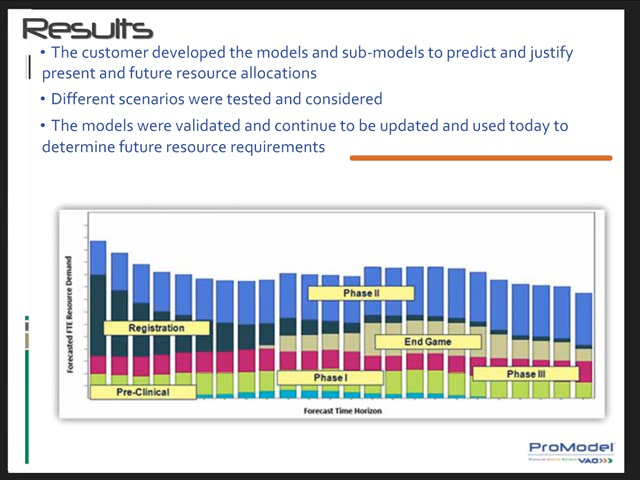 Results
• The customer developed the models and sub-models to predict and justify
present and future resource allocations
• Different scenarios were tested and considered
• The models were validated and continue to be updated and used today to
determine future resource requirements
Forecasted FTE Resource Demand
Phase II
Registration
End Game
Phase I
Phase III
Pre-Clinical
Forecast Time Horizon
ProModel
VAO